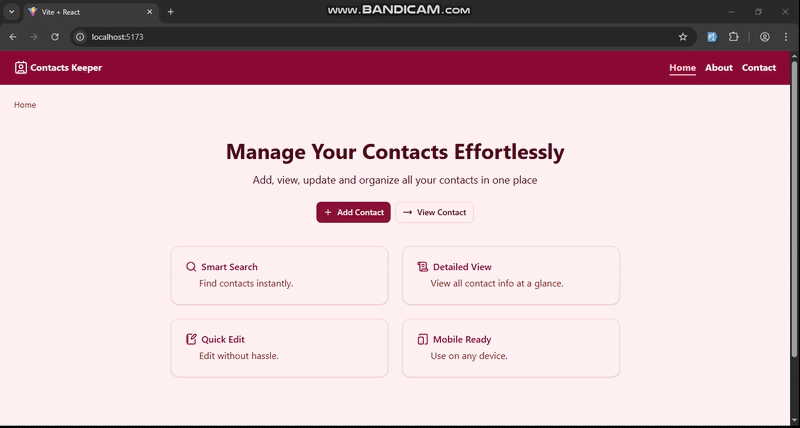 www.BANDICAM.com
Vite + React
localhost:5173
Contacts Keeper
Home About Contact
Home
Manage Your Contacts Effortlessly
Add, view, update and organize all your contacts in one place
Add Contact View Contact
Smart Search
Find contacts instantly.
Detailed View
View all contact info at a glance.
Quick Edit
Edit without hassle.
Mobile Ready
Use on any device.